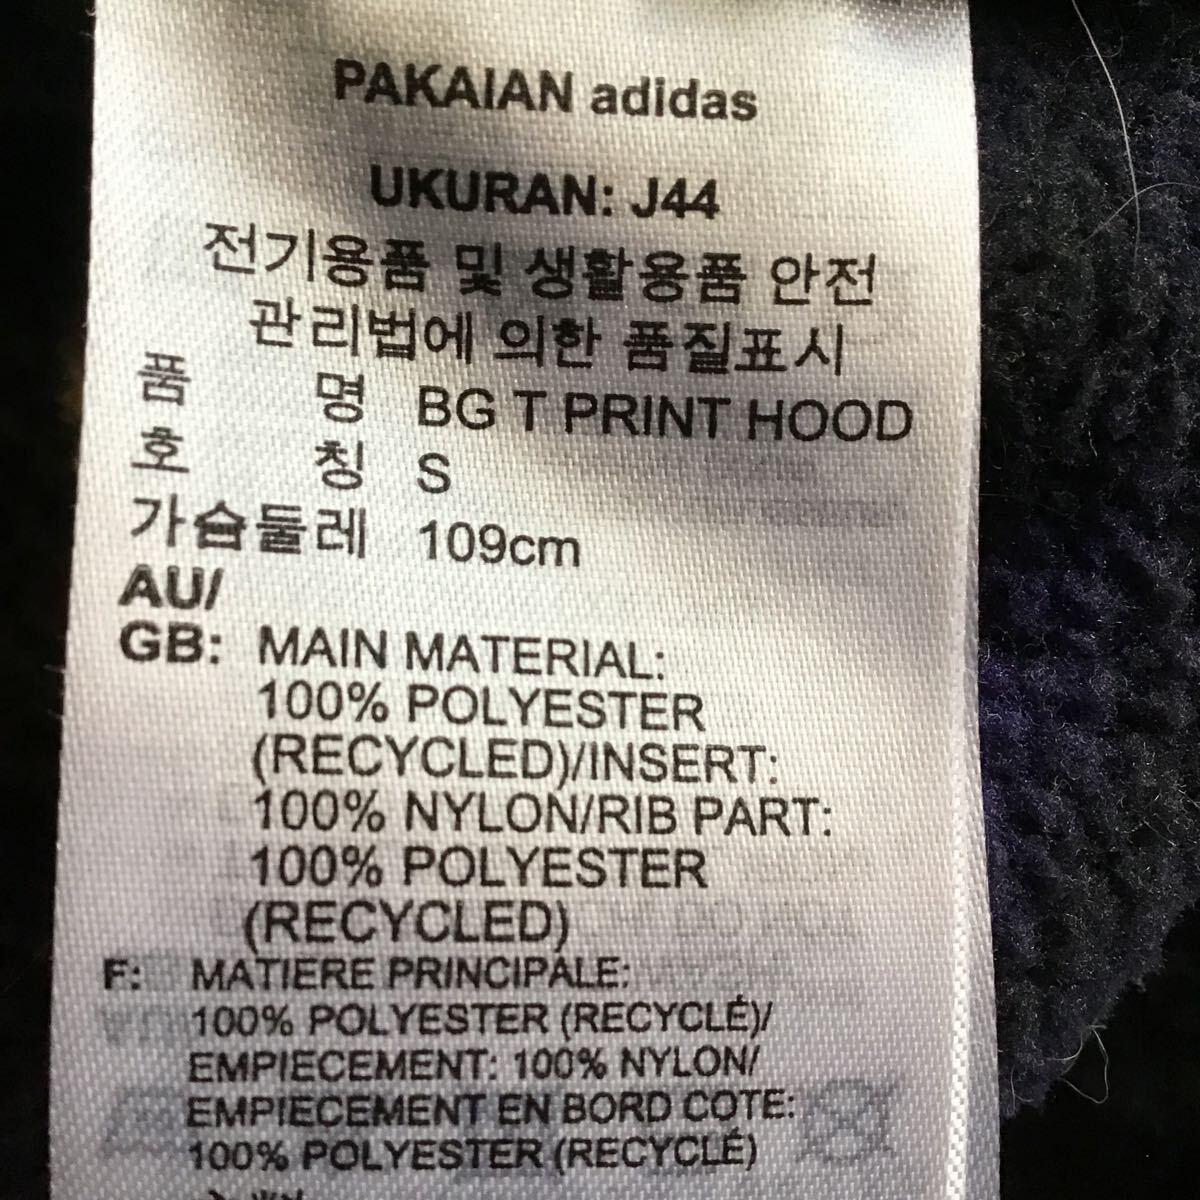 PAKAIAN adidas
UKURAN: J44
전기용품 및 생활용품 안전
관리법에 의한 품질표시
품 명 BG T PRINT HOOD
호 칭 S
가슴둘레 109cm
AU/
GB: MAIN MATERIAL:
100% POLYESTER
(RECYCLED)/INSERT:
100% NYLON/RIB PART:
100% POLYESTER
(RECYCLED)
F: MATIERE PRINCIPALE:
100% POLYESTER (RECYCLÉ)/
EMPIECEMENT: 100% NYLON/
EMPIECEMENT EN BORD COTE:
100% POLYESTER (RECYCLÉ)